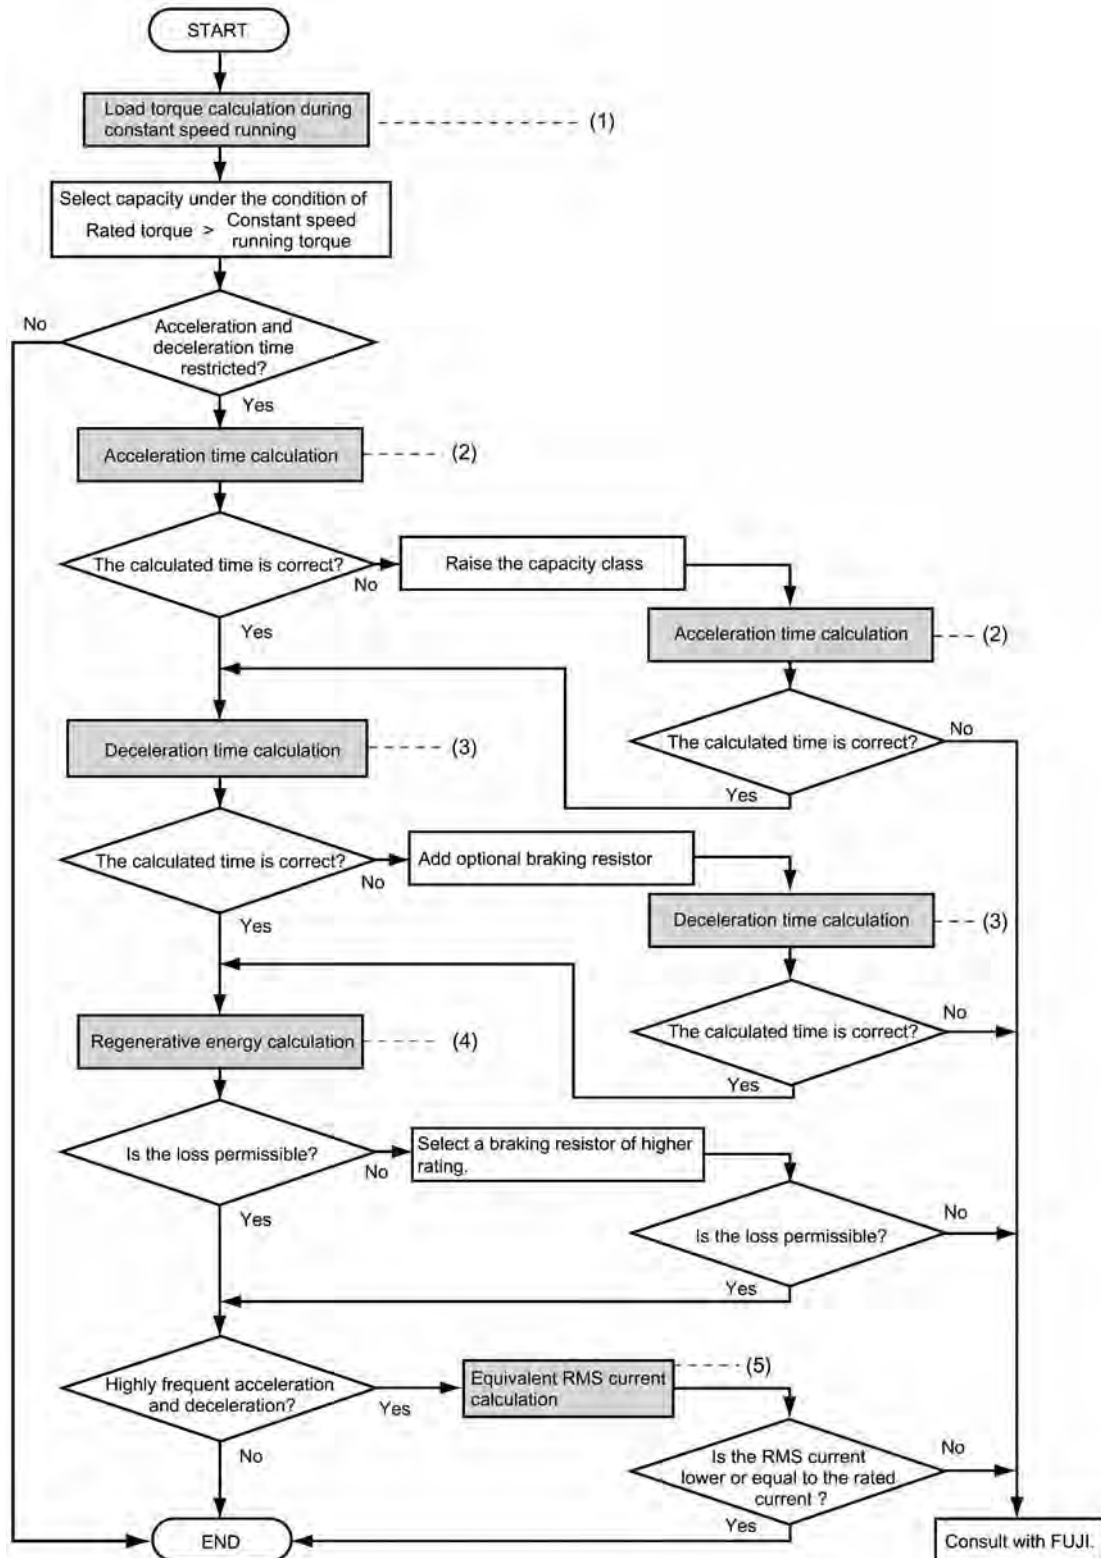 START
Load torque calculation during
constant speed running
(1)
Select capacity under the condition of
Rated torque > Constant speed
running torque
No
Acceleration and
deceleration time
restricted?
Yes
Acceleration time calculation
(2)
The calculated time is correct?
No
Raise the capacity class
Yes
Acceleration time calculation
(2)
Deceleration time calculation
(3)
The calculated time is correct?
No
Yes
The calculated time is correct?
No
Add optional braking resistor
Yes
Deceleration time calculation
(3)
Regenerative energy calculation
(4)
The calculated time is correct?
No
Yes
Is the loss permissible?
No
Select a braking resistor of higher
rating.
Yes
Is the loss permissible?
No
Yes
Highly frequent acceleration
and deceleration?
Yes
Equivalent RMS current
calculation
(5)
No
Is the RMS current
lower or equal to the rated
current ?
No
Yes
END
Consult with FUJI.